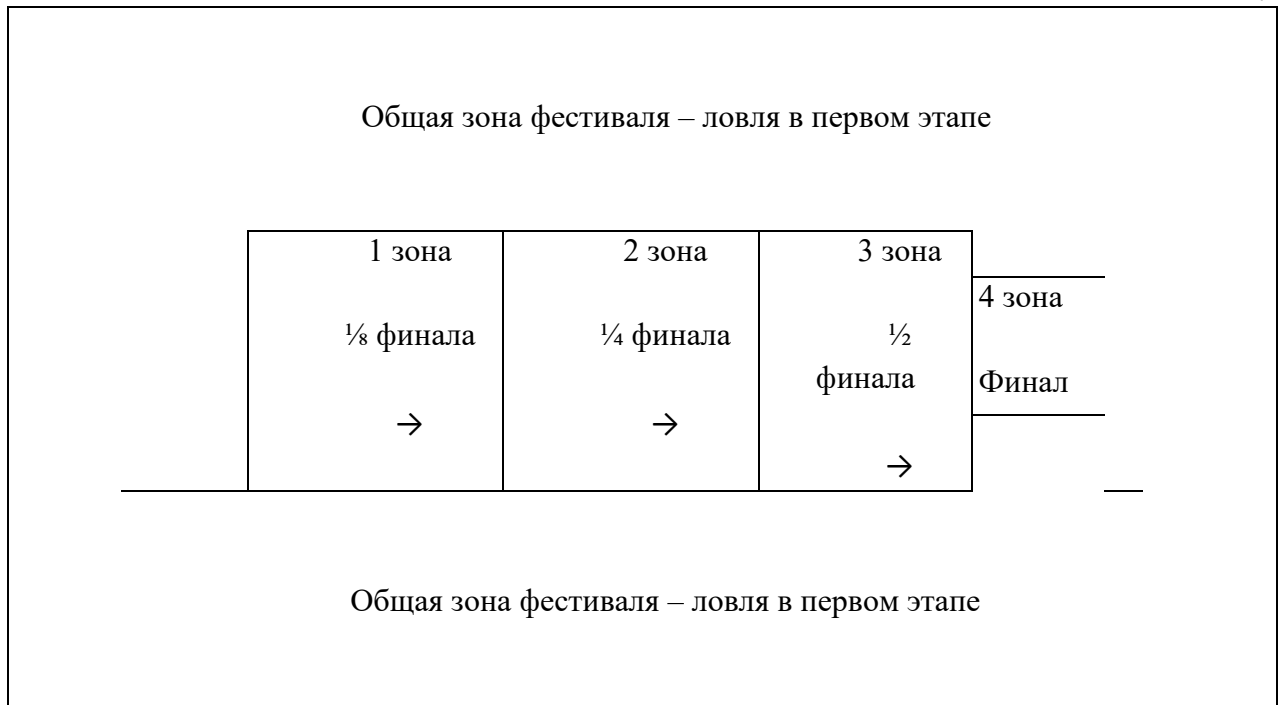 Общая зона фестиваля – ловля в первом этапе
1 зона
⅛ финала
→
2 зона
¼ финала
→
3 зона
½
финала
→
4 зона
Финал
Общая зона фестиваля – ловля в первом этапе